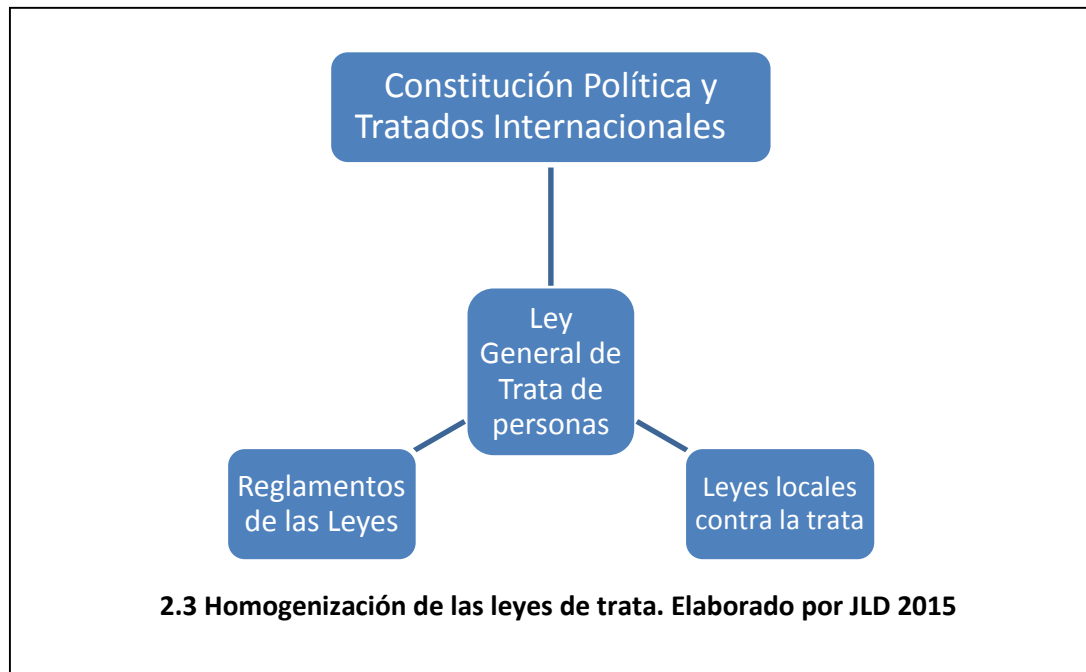 Constitución Política y
Tratados Internacionales
Ley
General de
Trata de
personas
Reglamentos
de las Leyes
Leyes locales
contra la trata
2.3 Homogenización de las leyes de trata. Elaborado por JLD 2015